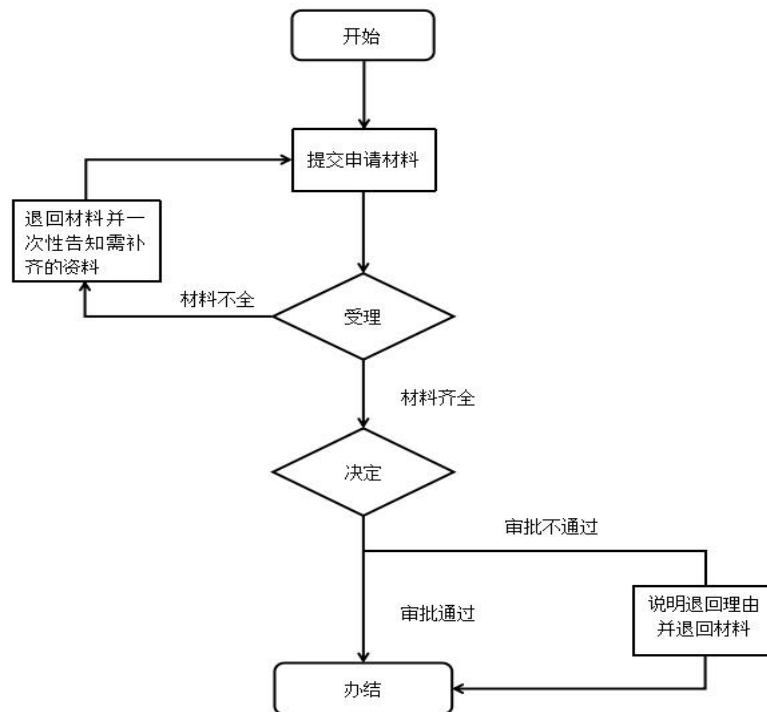 开始
提交申请材料
退回材料并一
次性告知需补
齐的资料
材料不全
受理
材料齐全
决定
审批不通过
说明退回理由
并退回材料
审批通过
办结